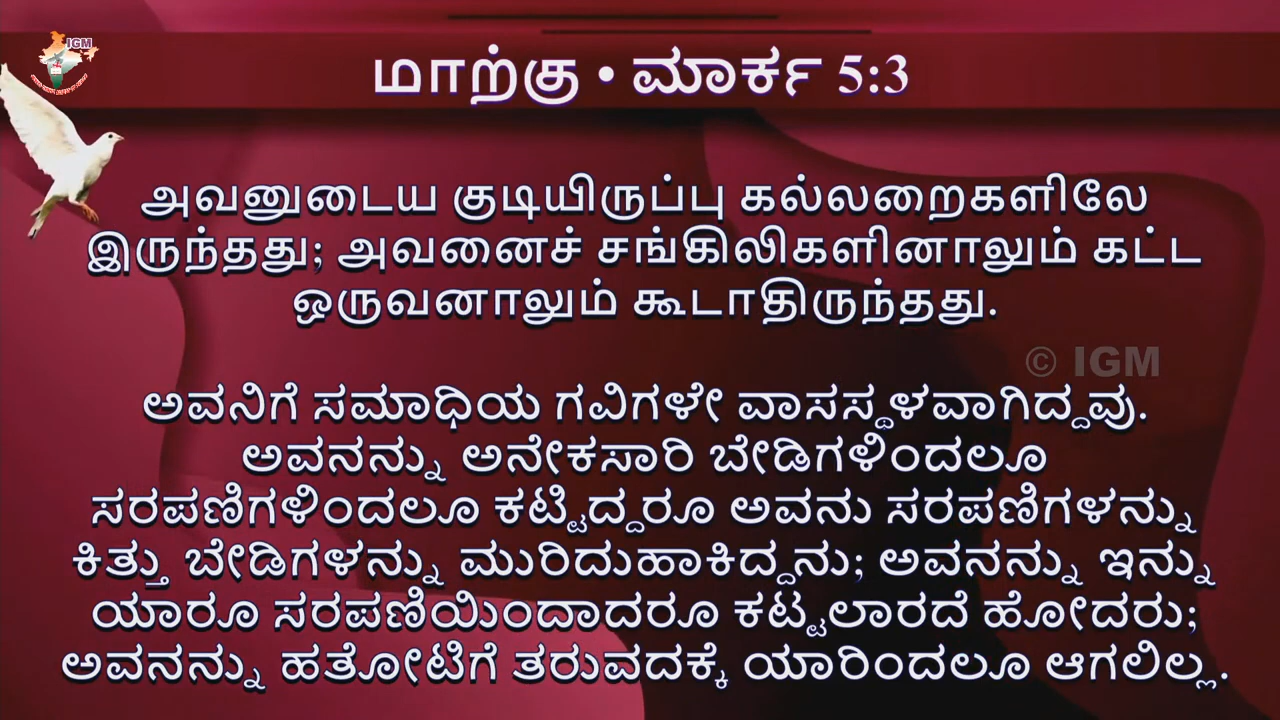 IGM
மாற்கு • ಮಾರ್ಕ 5:3
அவனுடைய குடியிருப்பு கல்லறைகளிலே
இருந்தது; அவனைச் சங்கிலிகளினாலும் கட்ட
ஒருவனாலும் கூடாதிருந்தது.
© IGM
ಅವನಿಗೆ ಸಮಾಧಿಯ ಗವಿಗಳೇ ವಾಸಸ್ಥಳವಾಗಿದ್ದವು.
ಅವನನ್ನು ಅನೇಕಸಾರಿ ಬೇಡಿಗಳಿಂದಲೂ
ಸರಪಣಿಗಳಿಂದಲೂ ಕಟ್ಟಿದ್ದರೂ ಅವನು ಸರಪಣಿಗಳನ್ನು
ಕಿತ್ತು ಬೇಡಿಗಳನ್ನು ಮುರಿದುಹಾಕಿದ್ದನು; ಅವನನ್ನು ಇನ್ನು
ಯಾರೂ ಸರಪಣಿಯಿಂದಾದರೂ ಕಟ್ಟಲಾರದೆ ಹೋದರು;
ಅವನನ್ನು ಹತೋಟಿಗೆ ತರುವದಕ್ಕೆ ಯಾರಿಂದಲೂ ಆಗಲಿಲ್ಲ.